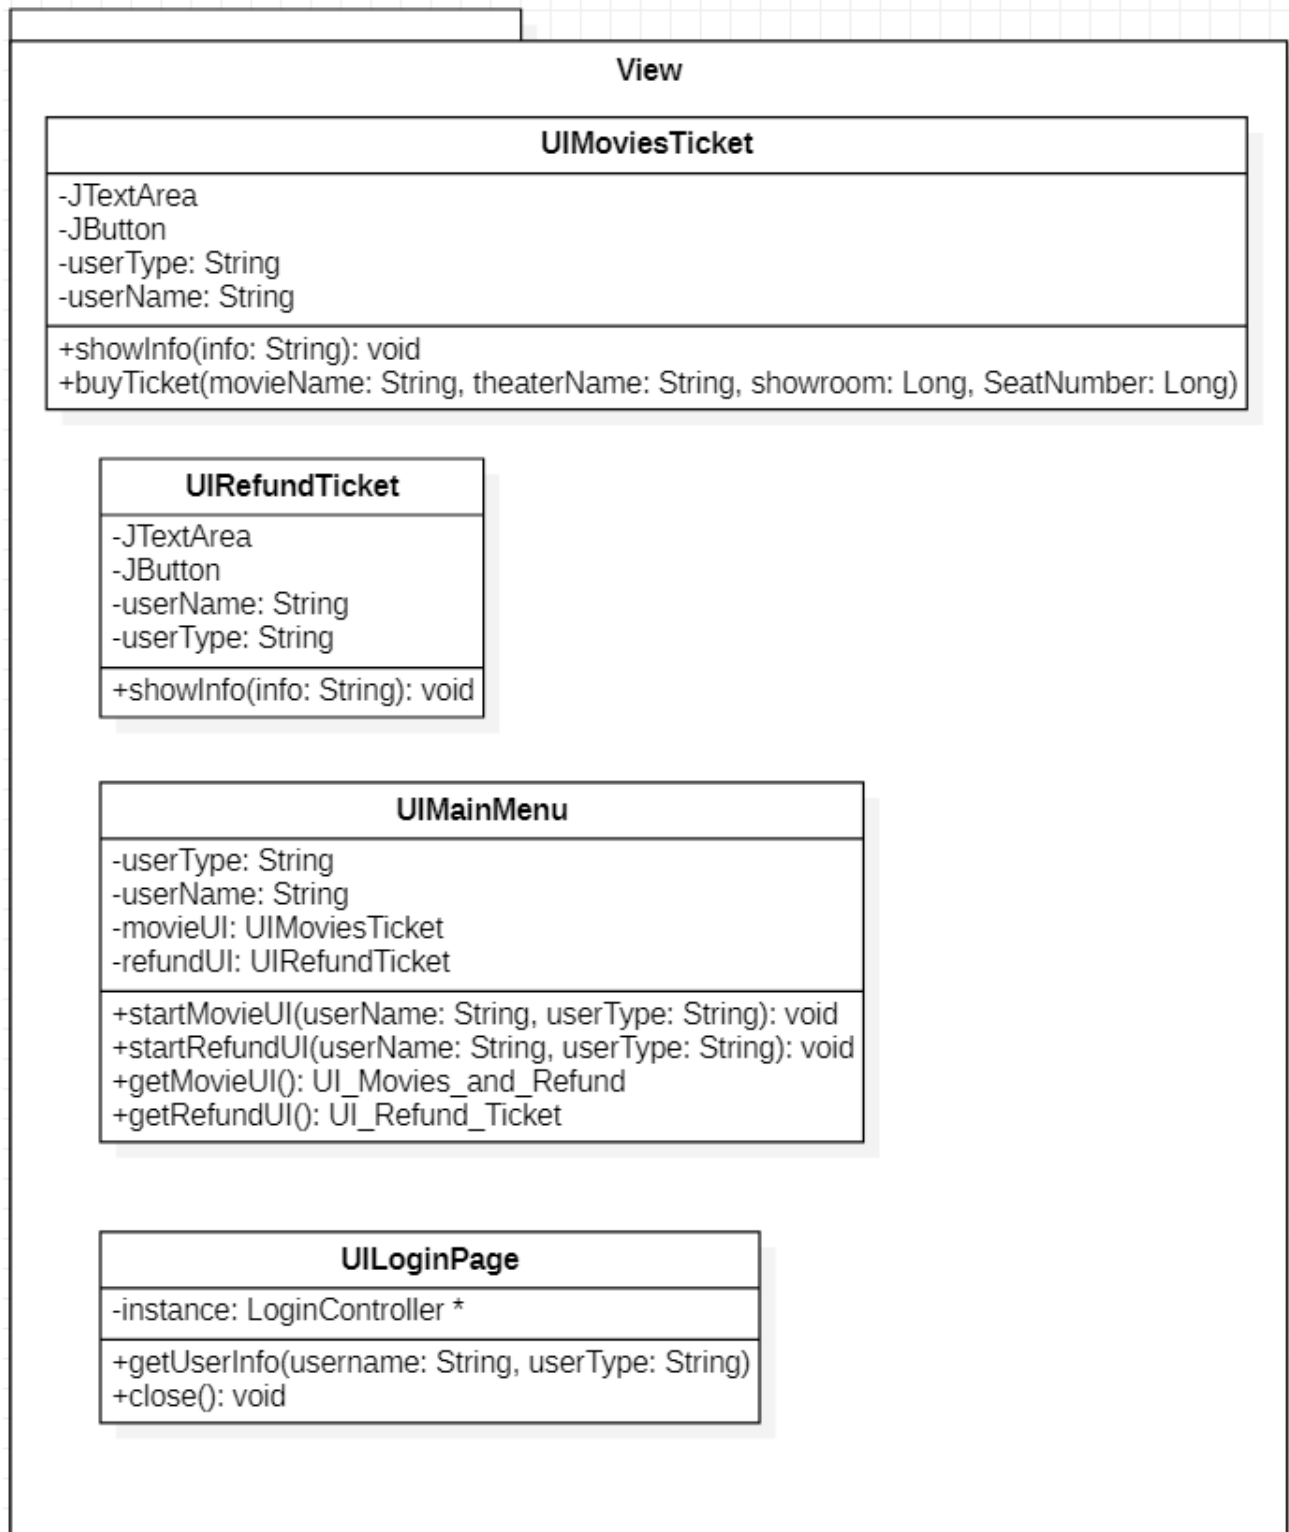 View
UIMoviesTicket
-JTextArea
-JButton
-userType: String
-userName: String
+showInfo(info: String): void
+buyTicket(movieName: String, theaterName: String, showroom: Long, SeatNumber: Long)
UIRefundTicket
-JTextArea
-JButton
-userName: String
-userType: String
+showInfo(info: String): void
UIMainMenu
-userType: String
-userName: String
-movieUI: UIMoviesTicket
-refundUI: UIRefundTicket
+startMovieUI(userName: String, userType: String): void
+startRefundUI(userName: String, userType: String): void
+getMovieUI(): UI_Movies_and_Refund
+getRefundUI(): UI_Refund_Ticket
UILoginPage
-instance: LoginController *
+getUserInfo(username: String, userType: String)
+close(): void